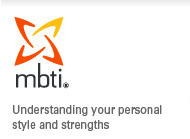 mbti®
Understanding your personal
style and strengths